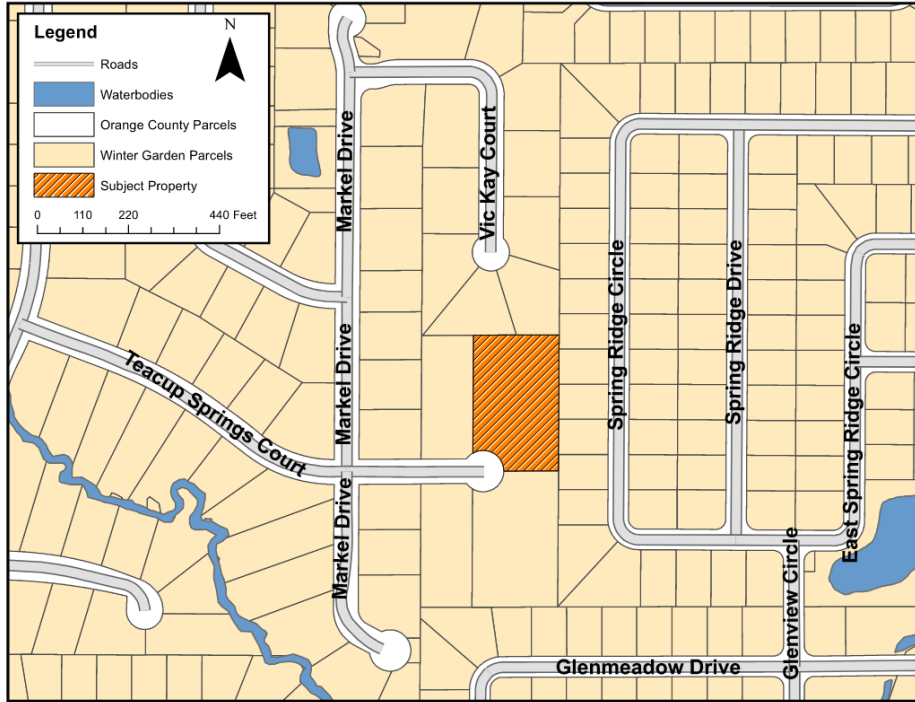 Legend
N
Roads
Waterbodies
Orange County Parcels
Winter Garden Parcels
Subject Property
0 110 220 440 Feet
Markel Drive
Vic Kay Court
Spring Ridge Circle
Spring Ridge Drive
East Spring Ridge Circle
Markel Drive
Teacup Springs Court
Markel Drive
Glenview Circle
Glenmeadow Drive